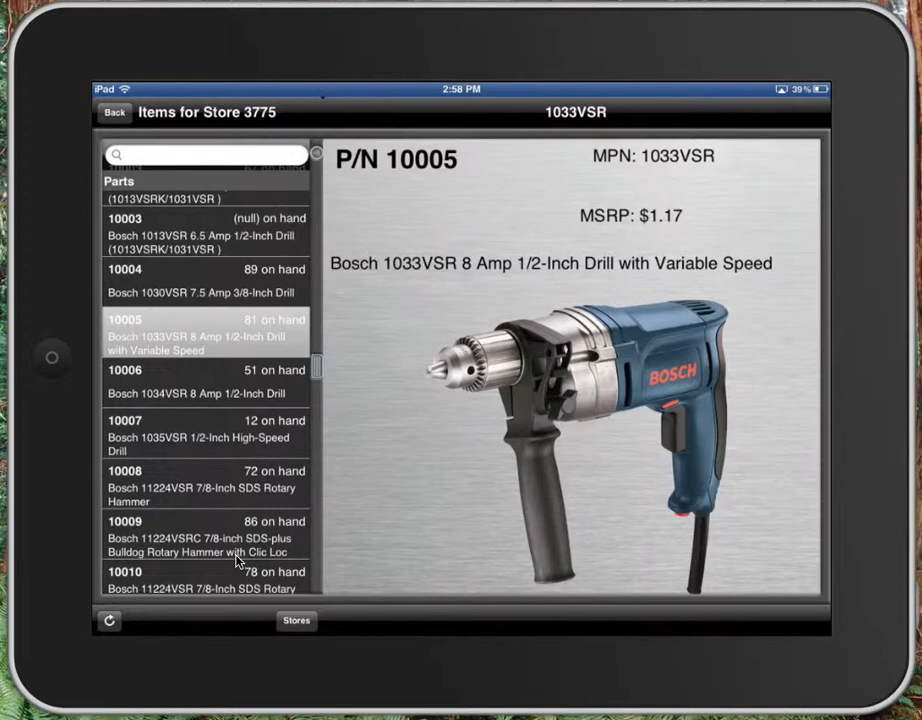 iPad
2:58 PM
39%
Back
Items for Store 3775
1033VSR
Parts
(1013VSRK/1031VSR )
10003
(null) on hand
Bosch 1013VSR 6.5 Amp 1/2-Inch Drill
(1013VSRK/1031VSR )
10004
89 on hand
Bosch 1030VSR 7.5 Amp 3/8-Inch Drill
10005
81 on hand
Bosch 1033VSR 8 Amp 1/2-Inch Drill
with Variable Speed
10006
51 on hand
Bosch 1034VSR 8 Amp 1/2-Inch Drill
10007
12 on hand
Bosch 1035VSR 1/2-Inch High-Speed
Drill
10008
72 on hand
Bosch 11224VSR 7/8-Inch SDS Rotary
Hammer
10009
86 on hand
Bosch 11224VSRC 7/8-inch SDS-plus
Bulldog Rotary Hammer with Clic Loc
10010
78 on hand
Bosch 11224VSR 7/8-Inch SDS Rotary
Stores
P/N 10005
MPN: 1033VSR
MSRP: $1.17
Bosch 1033VSR 8 Amp 1/2-Inch Drill with Variable Speed
BOSCH